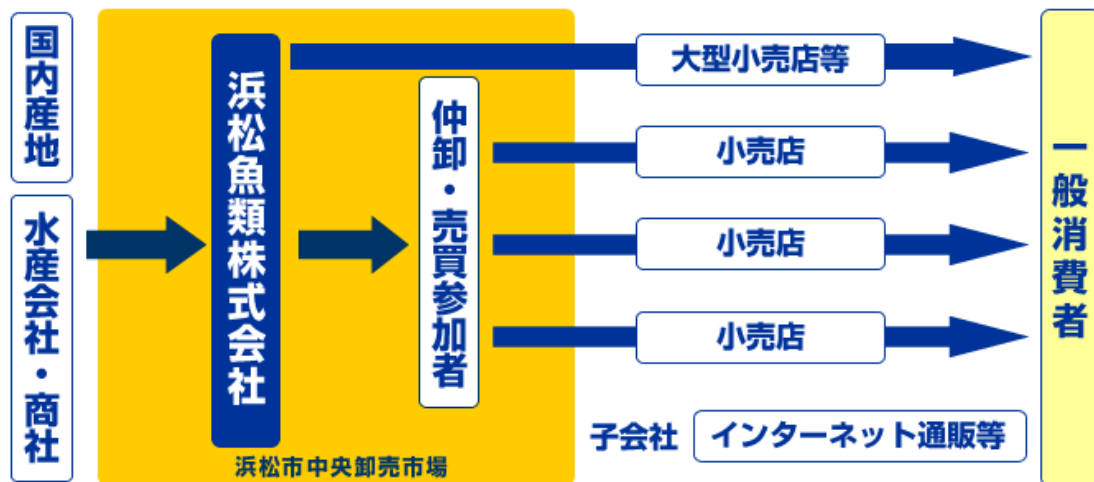 国内産地
水産会社・商社
浜松魚類株式会社
仲卸・売買参加者
浜松市中央卸売市場
大型小売店等
小売店
小売店
小売店
子会社
インターネット通販等
一般消費者